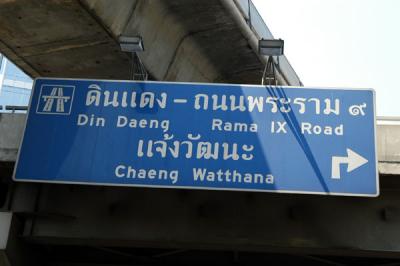 ดินแดง – ถนนพระราม ๙
Din Daeng Rama IX Road
แจ้งวัฒนะ
Chaeng Watthana